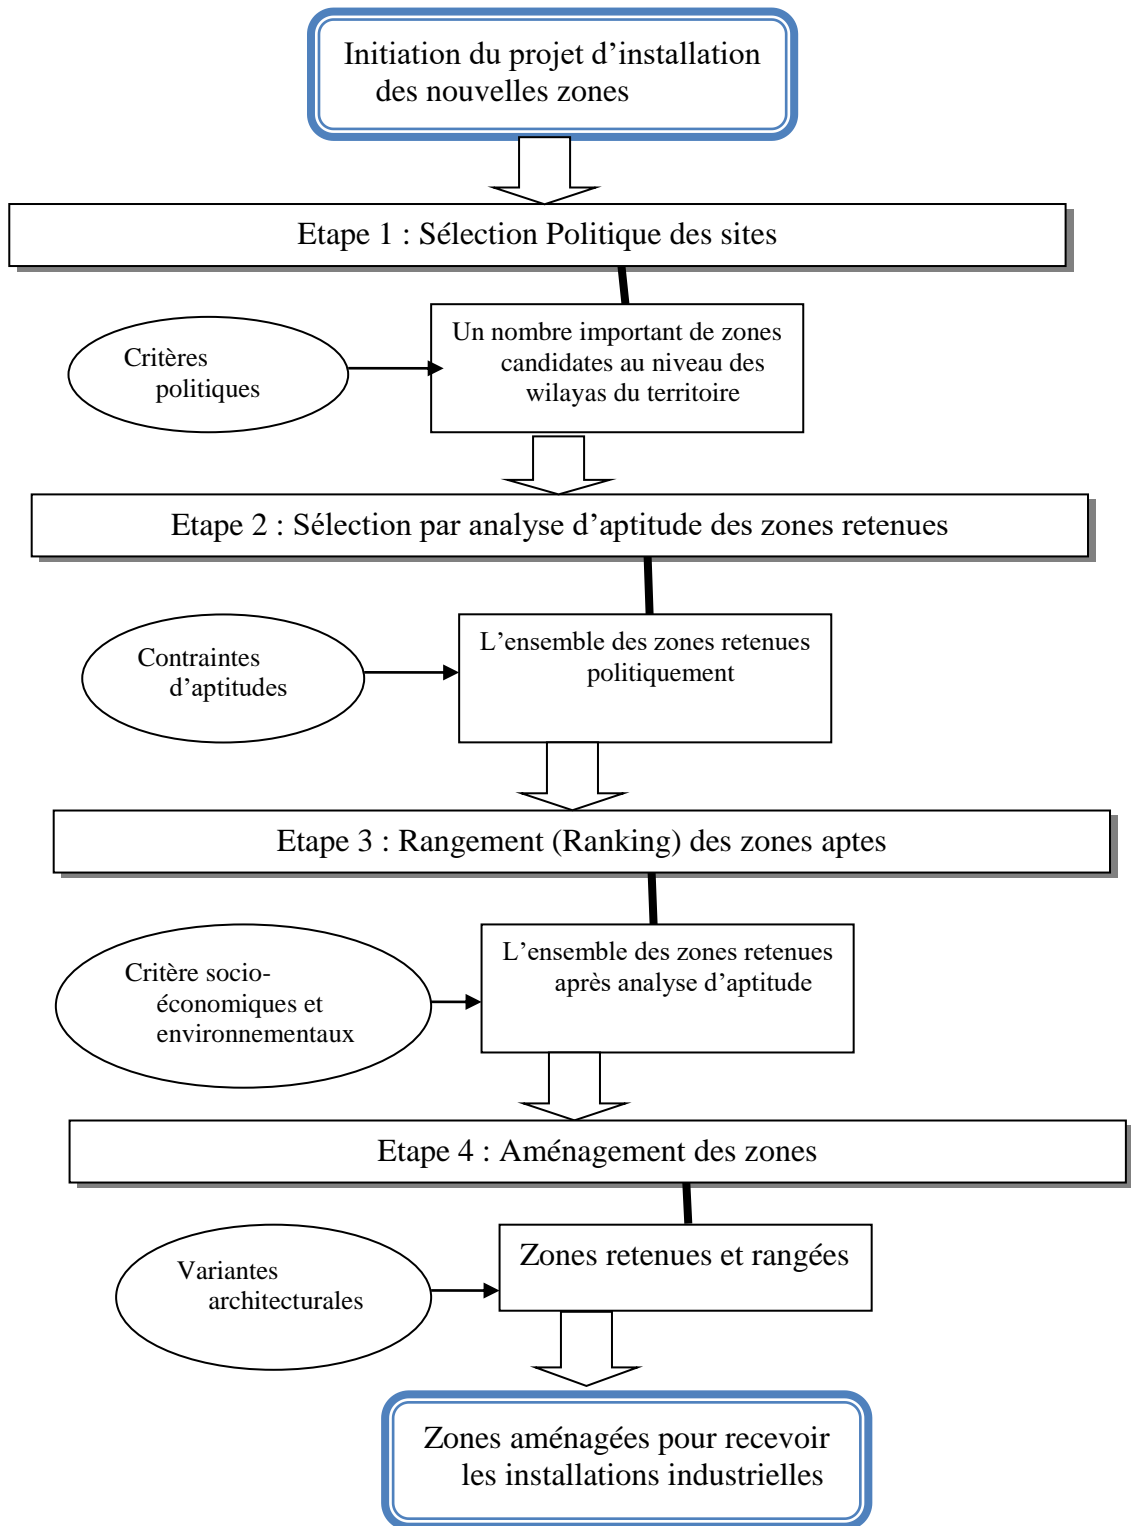 Initiation du projet d’installation
des nouvelles zones
Etape 1 : Sélection Politique des sites
Critères
politiques
Un nombre important de zones
candidates au niveau des
wilayas du territoire
Etape 2 : Sélection par analyse d’aptitude des zones retenues
Contraintes
d’aptitudes
L’ensemble des zones retenues
politiquement
Etape 3 : Rangement (Ranking) des zones aptes
Critère socio-
économiques et
environnementaux
L’ensemble des zones retenues
après analyse d’aptitude
Etape 4 : Aménagement des zones
Variantes
architecturales
Zones retenues et rangées
Zones aménagées pour recevoir
les installations industrielles